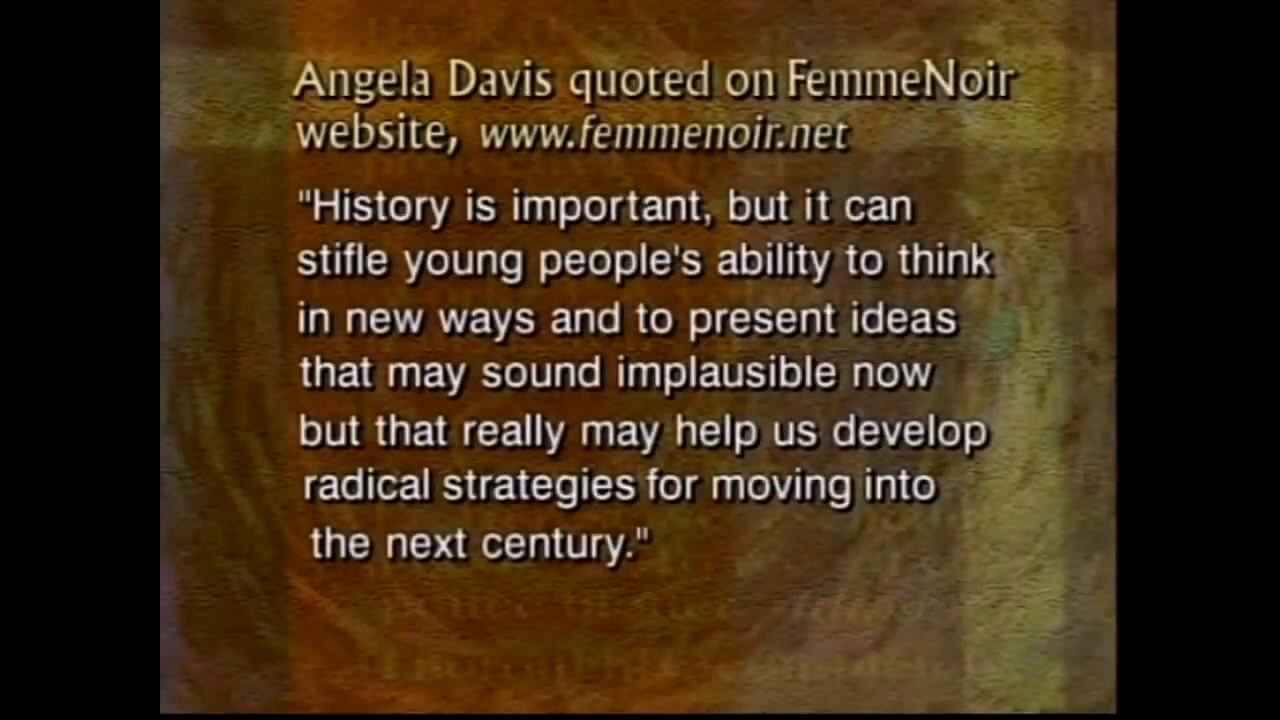 Angela Davis quoted on FemmeNoir
website, www.femmenoir.net
"History is important, but it can
stifle young people's ability to think
in new ways and to present ideas
that may sound implausible now
but that really may help us develop
radical strategies for moving into
the next century."